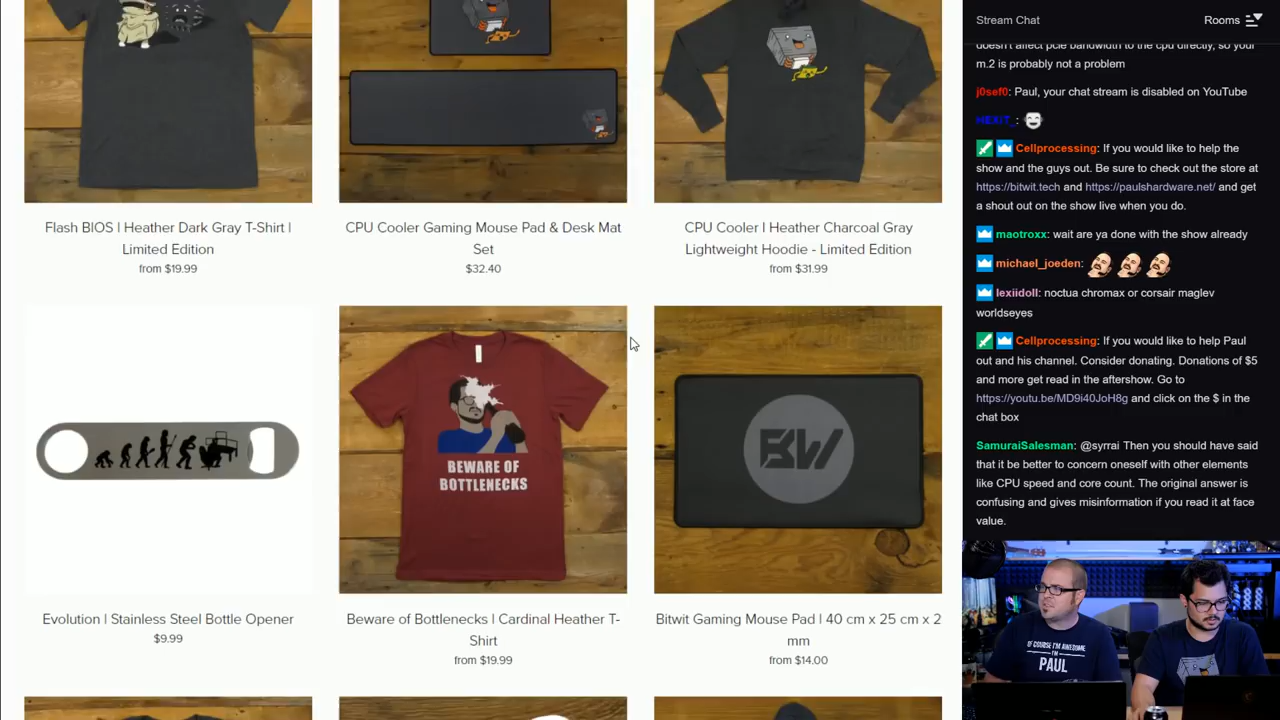 Flash BIOS | Heather Dark Gray T-Shirt |
Limited Edition
from $19.99
CPU Cooler Gaming Mouse Pad & Desk Mat
Set
$32.40
CPU Cooler | Heather Charcoal Gray
Lightweight Hoodie - Limited Edition
from $31.99
BEWARE OF
BOTTLENECKS
BW
Evolution | Stainless Steel Bottle Opener
$9.99
Beware of Bottlenecks | Cardinal Heather T-
Shirt
from $19.99
Bitwit Gaming Mouse Pad | 40 cm x 25 cm x 2
mm
from $14.00
Stream Chat
Rooms
doesn't affect pcie bandwidth to the cpu directly, so your
m.2 is probably not a problem
j0sef0: Paul, your chat stream is disabled on YouTube
HEXiT_:
Cellprocessing: If you would like to help the
show and the guys out. Be sure to check out the store at
https://bitwit.tech and https://paulshardware.net/ and get
a shout out on the show live when you do.
maotroxx: wait are ya done with the show already
michael_joeden:
lexiidoll: noctua chromax or corsair maglev
worldseyes
Cellprocessing: If you would like to help Paul
out and his channel. Consider donating. Donations of $5
and more get read in the aftershow. Go to
https://youtu.be/MD9i40JoH8g and click on the $ in the
chat box
SamuraiSalesman: @syrrai Then you should have said
that it be better to concern oneself with other elements
like CPU speed and core count. The original answer is
confusing and gives misinformation if you read it at face
value.
OF COURSE I'M AWESOME
I'M
PAUL